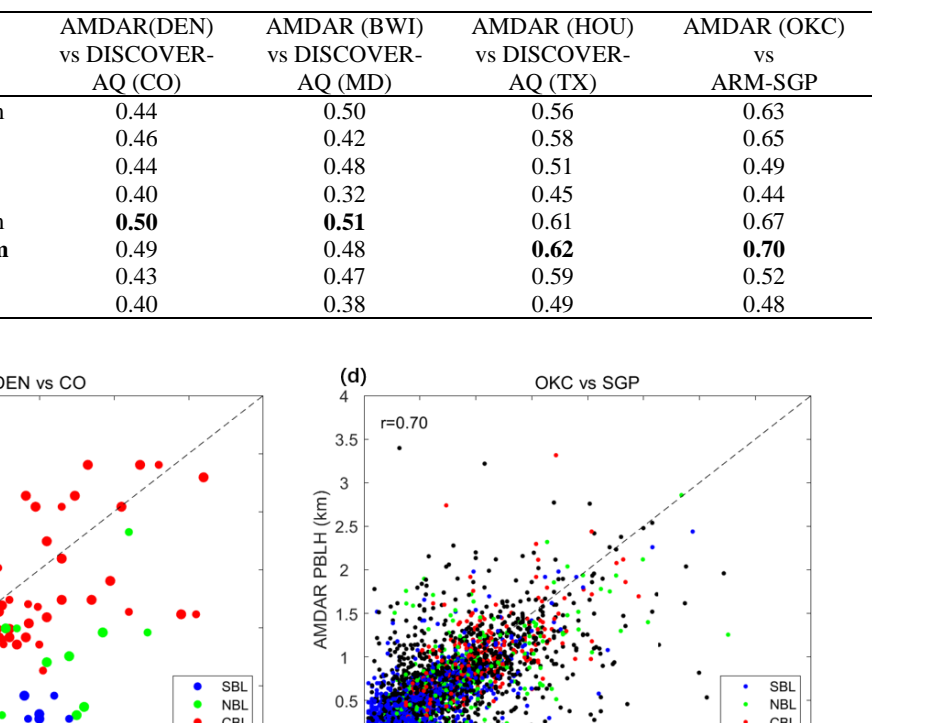 AMDAR(DEN) AMDAR (BWI) AMDAR (HOU) AMDAR (OKC)
vs DISCOVER- vs DISCOVER- vs DISCOVER- vs
AQ (CO) AQ (MD) AQ (TX) ARM-SGP
0.44 0.50 0.56 0.63
0.46 0.42 0.58 0.65
0.44 0.48 0.51 0.49
0.40 0.32 0.45 0.44
0.50 0.51 0.61 0.67
0.49 0.48 0.62 0.70
0.43 0.47 0.59 0.52
0.40 0.38 0.49 0.48
DEN vs CO
SBL
NBL
CBL
(d)
OKC vs SGP
r=0.70
4
3.5
3
2.5
2
1.5
1
0.5
AMDAR PBLH (km)
SBL
NBL
CBL